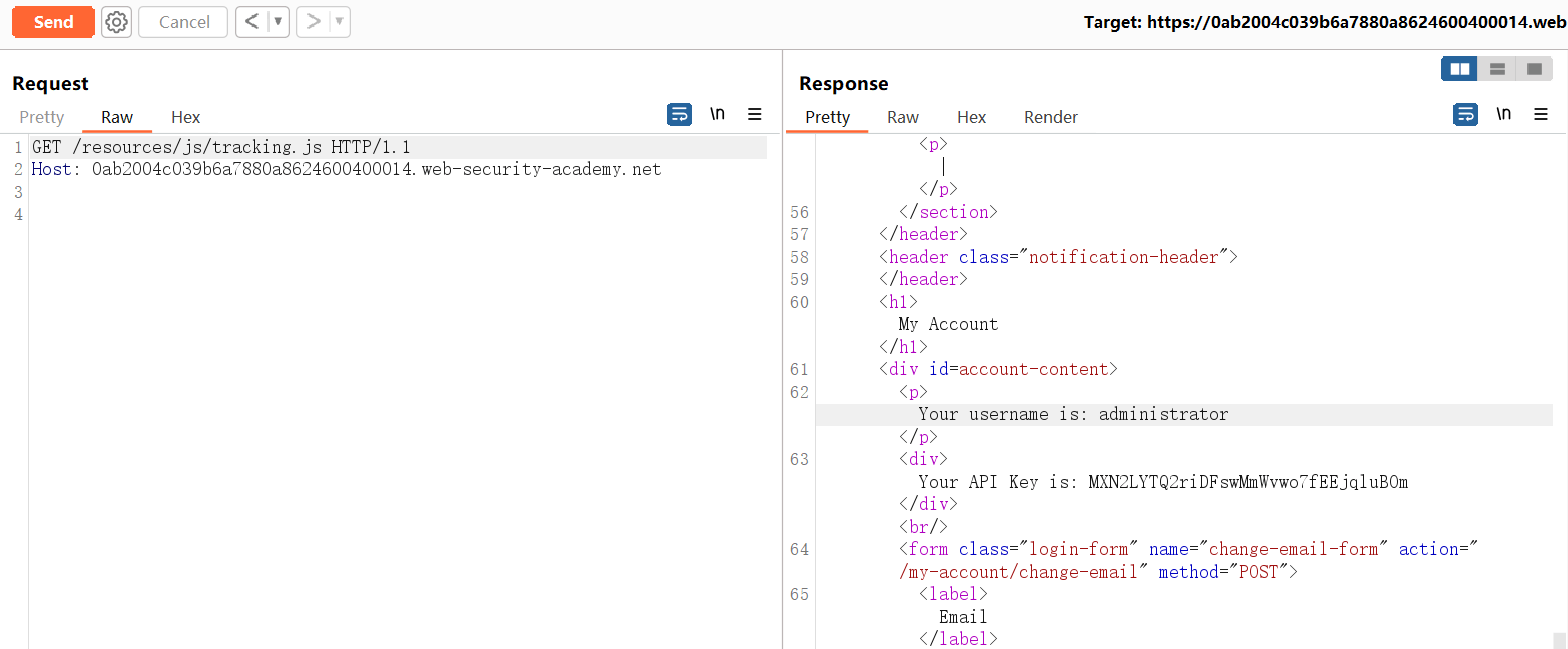 Send Cancel < ▼ > ▼ Target: https://0ab2004c039b6a7880a8624600400014.web
Request
Pretty Raw Hex \n
1 GET /resources/js/tracking.js HTTP/1.1
2 Host: 0ab2004c039b6a7880a8624600400014.web-security-academy.net
3
4
Response
Pretty Raw Hex Render \n
<p>
|
</p>
56 </section>
57 </header>
58 <header class="notification-header">
59 </header>
60 <h1>
My Account
</h1>
61 <div id=account-content>
62 <p>
Your username is: administrator
</p>
63 <div>
Your API Key is: MXN2LYTQ2riDFswMmWvwo7fEEjqluBOm
</div>
<br/>
64 <form class="login-form" name="change-email-form" action="
/my-account/change-email" method="POST">
65 <label>
Email
</label>